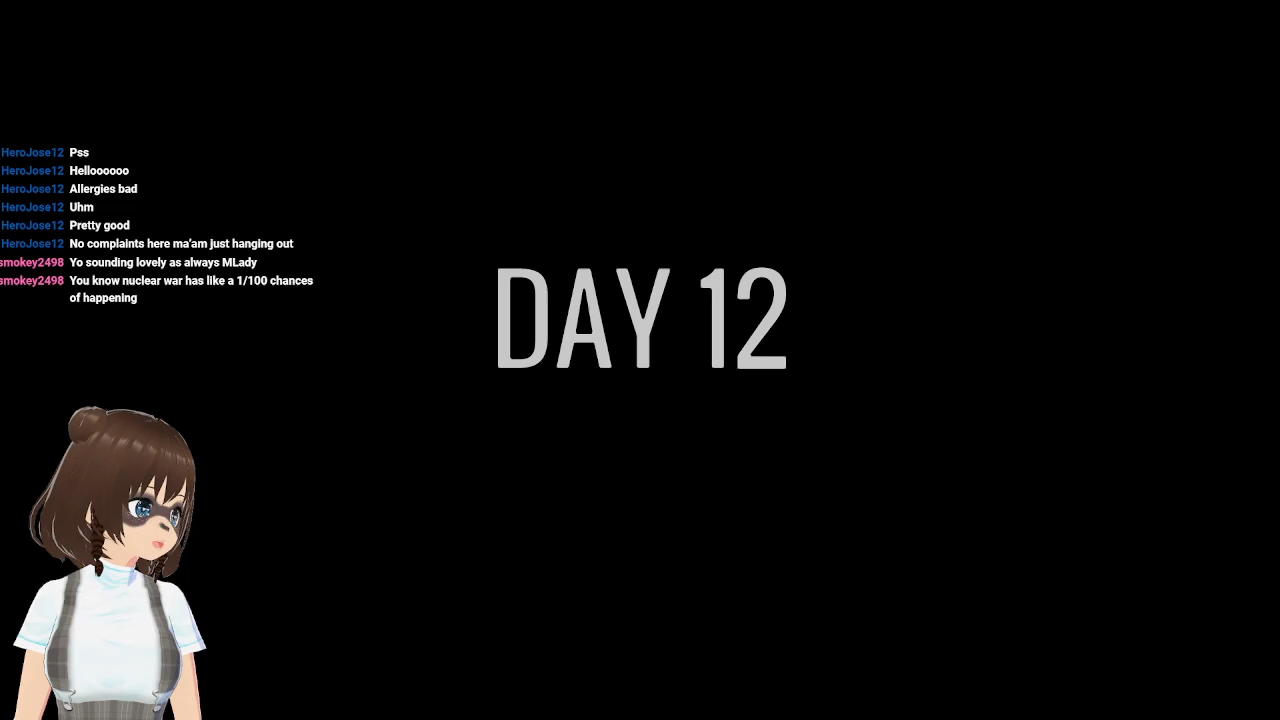 HeroJose12 Pss
HeroJose12 Helloooooo
HeroJose12 Allergies bad
HeroJose12 Uhm
HeroJose12 Pretty good
HeroJose12 No complaints here ma'am just hanging out
smokey2498 Yo sounding lovely as always MLady
smokey2498 You know nuclear war has like a 1/100 chances
of happening
DAY 12